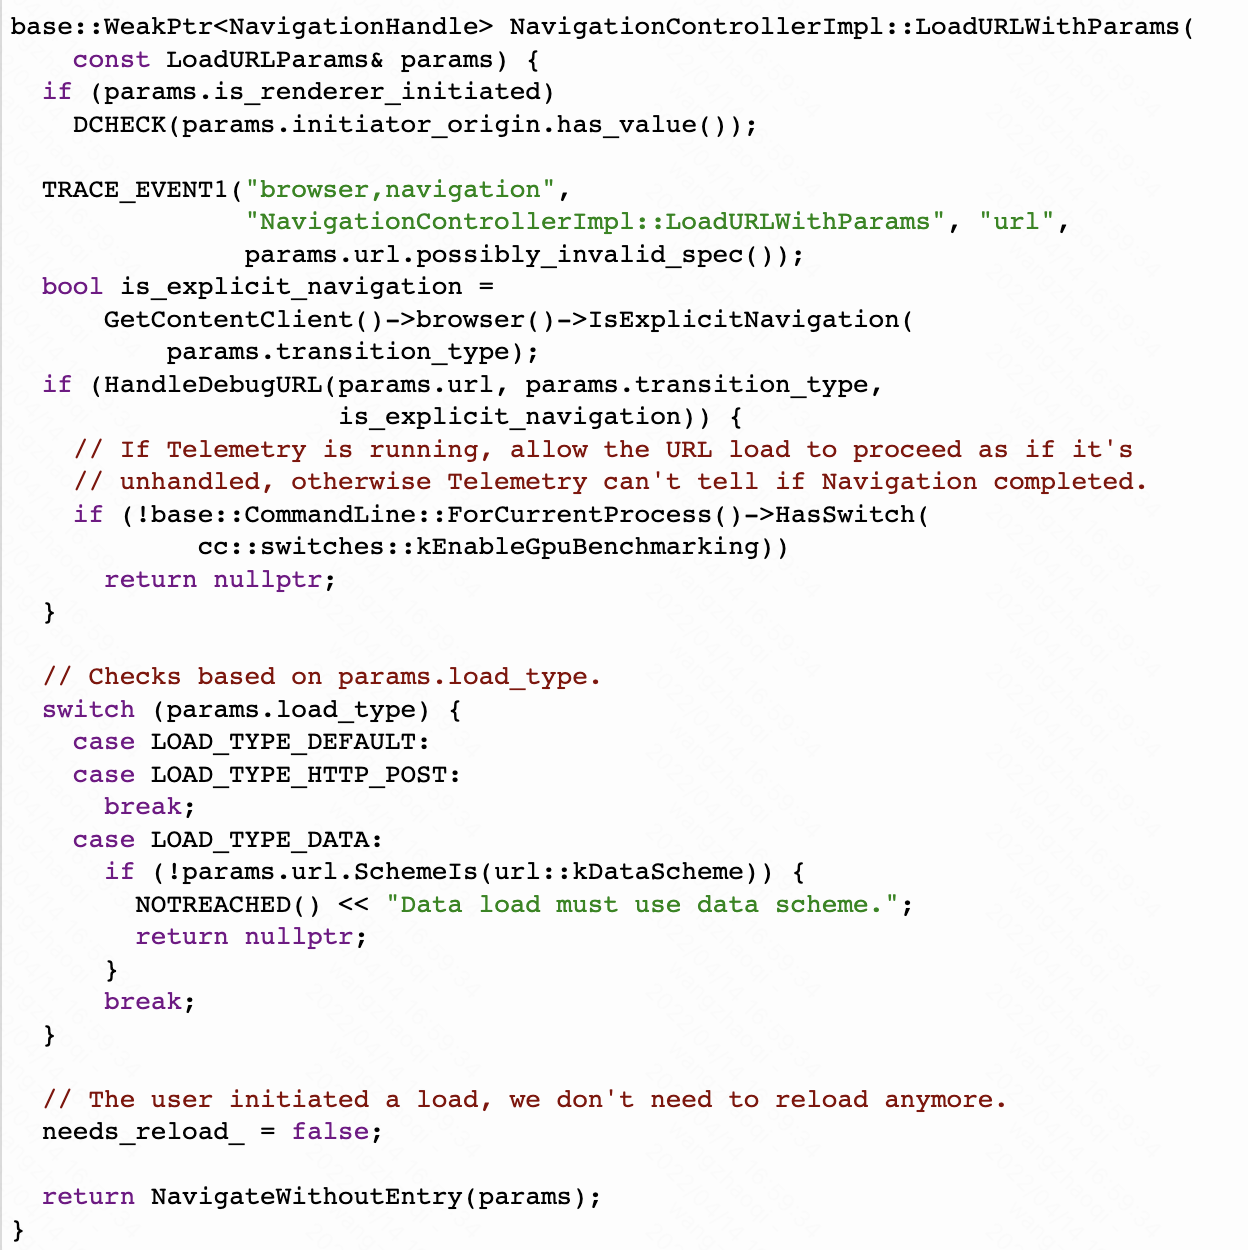 base::WeakPtr<NavigationHandle> NavigationControllerImpl::LoadURLWithParams(
    const LoadURLParams& params) {
  if (params.is_renderer_initiated)
    DCHECK(params.initiator_origin.has_value());

  TRACE_EVENT1("browser,navigation",
               "NavigationControllerImpl::LoadURLWithParams", "url",
               params.url.possibly_invalid_spec());
  bool is_explicit_navigation =
      GetContentClient()->browser()->IsExplicitNavigation(
          params.transition_type);
  if (HandleDebugURL(params.url, params.transition_type,
                     is_explicit_navigation)) {
    // If Telemetry is running, allow the URL load to proceed as if it's
    // unhandled, otherwise Telemetry can't tell if Navigation completed.
    if (!base::CommandLine::ForCurrentProcess()->HasSwitch(
            cc::switches::kEnableGpuBenchmarking))
      return nullptr;
  }

  // Checks based on params.load_type.
  switch (params.load_type) {
    case LOAD_TYPE_DEFAULT:
    case LOAD_TYPE_HTTP_POST:
      break;
    case LOAD_TYPE_DATA:
      if (!params.url.SchemeIs(url::kDataScheme)) {
        NOTREACHED() << "Data load must use data scheme.";
        return nullptr;
      }
      break;
  }

  // The user initiated a load, we don't need to reload anymore.
  needs_reload_ = false;

  return NavigateWithoutEntry(params);
}